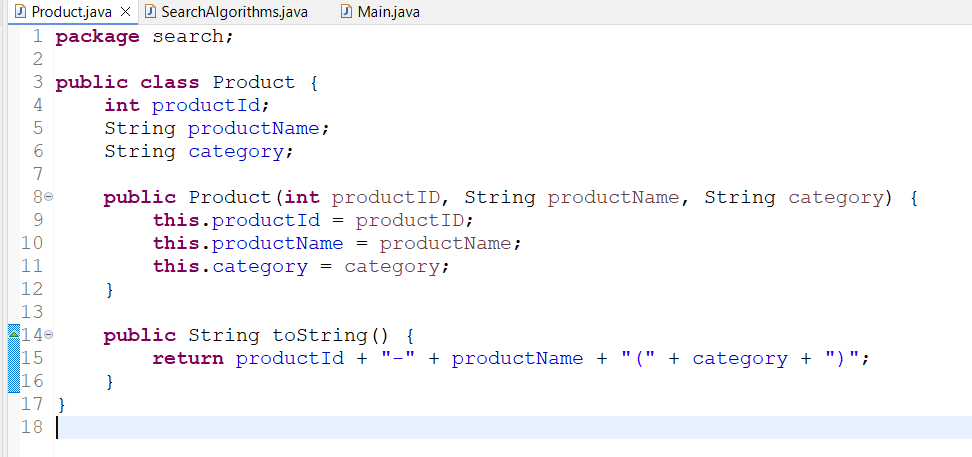 Product.java SearchAlgorithms.java Main.java
1 package search;
2
3 public class Product {
4     int productId;
5     String productName;
6     String category;
7
8     public Product(int productID, String productName, String category) {
9         this.productId = productID;
10         this.productName = productName;
11         this.category = category;
12     }
13
14     public String toString() {
15         return productId + "-" + productName + "(" + category + ")";
16     }
17 }
18